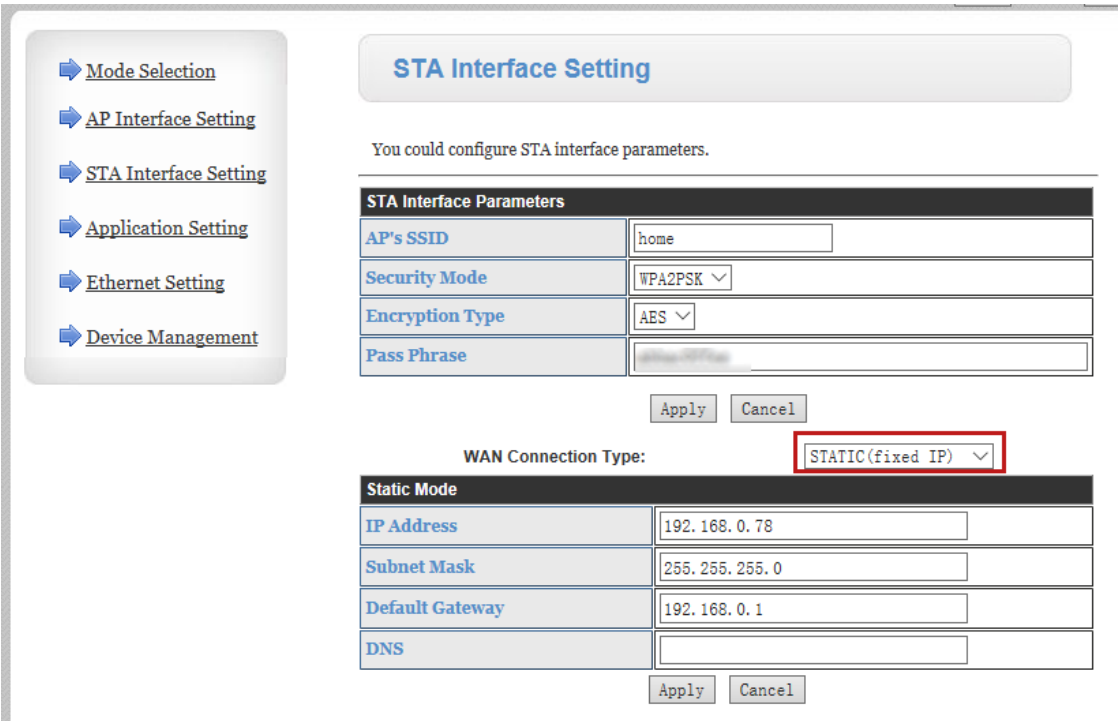 Mode Selection
AP Interface Setting
STA Interface Setting
Application Setting
Ethernet Setting
Device Management
STA Interface Setting
You could configure STA interface parameters.
STA Interface Parameters
AP's SSID home
Security Mode WPA2PSK
Encryption Type AES
Pass Phrase
Apply Cancel
WAN Connection Type: STATIC(fixed IP)
Static Mode
IP Address 192.168.0.78
Subnet Mask 255.255.255.0
Default Gateway 192.168.0.1
DNS
Apply Cancel